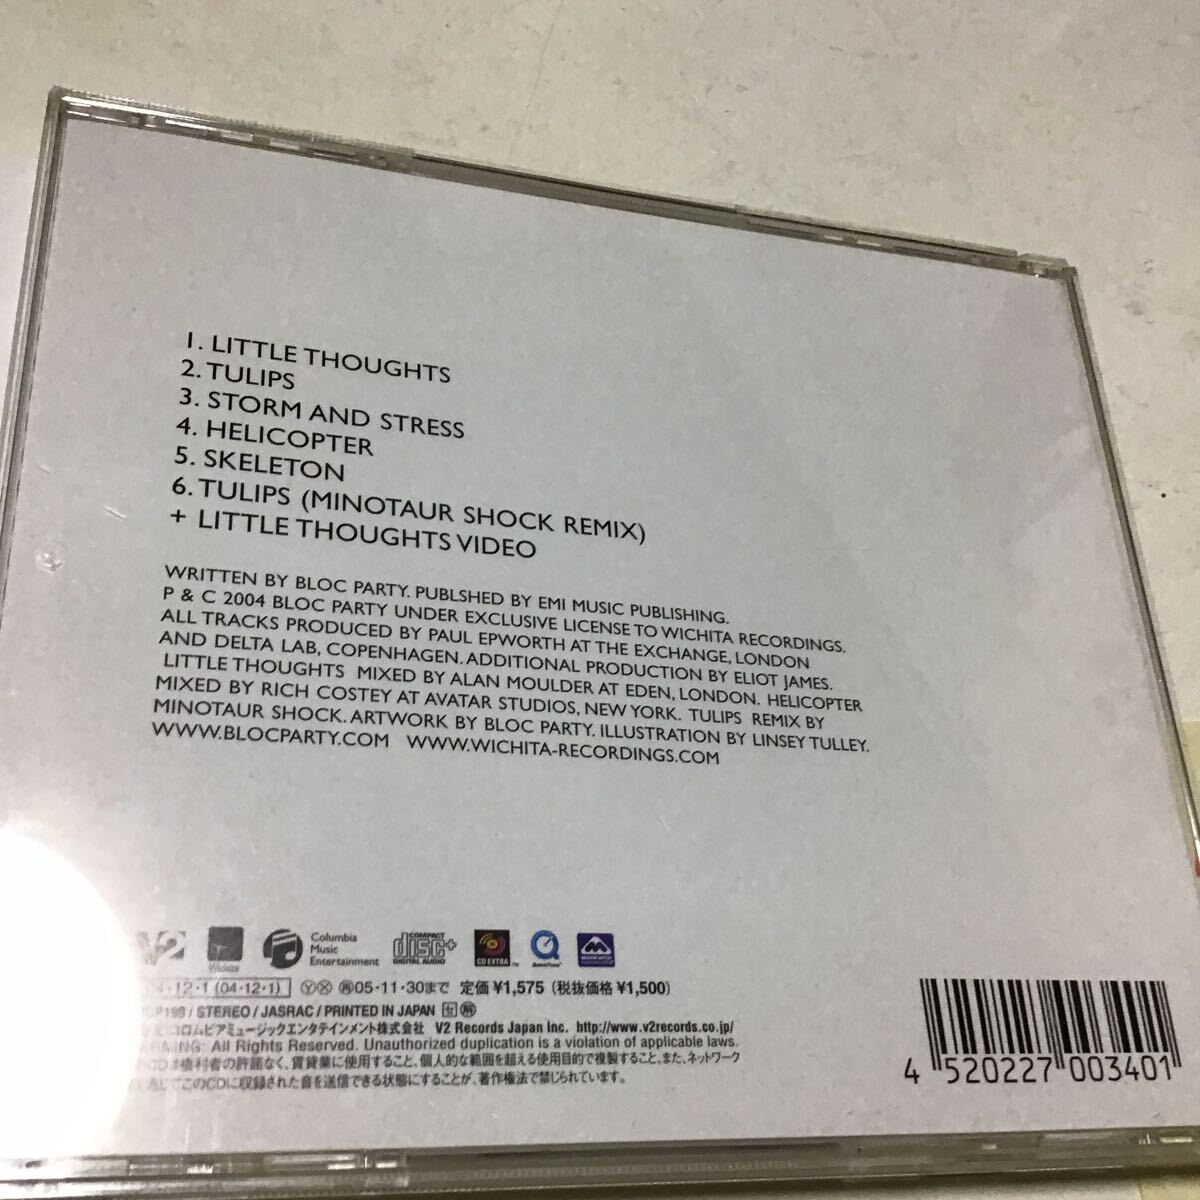 1. LITTLE THOUGHTS
2. TULIPS
3. STORM AND STRESS
4. HELICOPTER
5. SKELETON
6. TULIPS (MINOTAUR SHOCK REMIX)
+ LITTLE THOUGHTS VIDEO
WRITTEN BY BLOC PARTY. PUBLSHED BY EMI MUSIC PUBLISHING.
P & C 2004 BLOC PARTY UNDER EXCLUSIVE LICENSE TO WICHITA RECORDINGS.
ALL TRACKS PRODUCED BY PAUL EPWORTH AT THE EXCHANGE, LONDON
AND DELTA LAB, COPENHAGEN. ADDITIONAL PRODUCTION BY ELIOT JAMES.
LITTLE THOUGHTS MIXED BY ALAN MOULDER AT EDEN, LONDON. HELICOPTER
MIXED BY RICH COSTEY AT AVATAR STUDIOS, NEW YORK. TULIPS REMIX BY
MINOTAUR SHOCK. ARTWORK BY BLOC PARTY. ILLUSTRATION BY LINSEY TULLEY.
WWW.BLOCPARTY.COM WWW.WICHITA-RECORDINGS.COM
V2 Wichita Columbia Music Entertainment COMPACT disc+ DIGITAL AUDIO CD EXTRA QuickTime
12・1 (04・12・1) Ⓨ Ⓧ 再05・11・30まで 定価¥1,575 (税抜価格¥1,500)
/ STEREO / JASRAC / PRINTED IN JAPAN
コロムビアミュージックエンタテインメント株式会社 V2 Records Japan Inc. http://www.v2records.co.jp/
All Rights Reserved. Unauthorized duplication is a violation of applicable laws.
CDは権利者の許諾なく、賃貸業に使用すること、個人的な範囲を超える使用目的で複製すること、また、ネットワーク
通じてこのCDに収録された音を送信できる状態にすることが、著作権法で禁じられています。
4 520227 003401